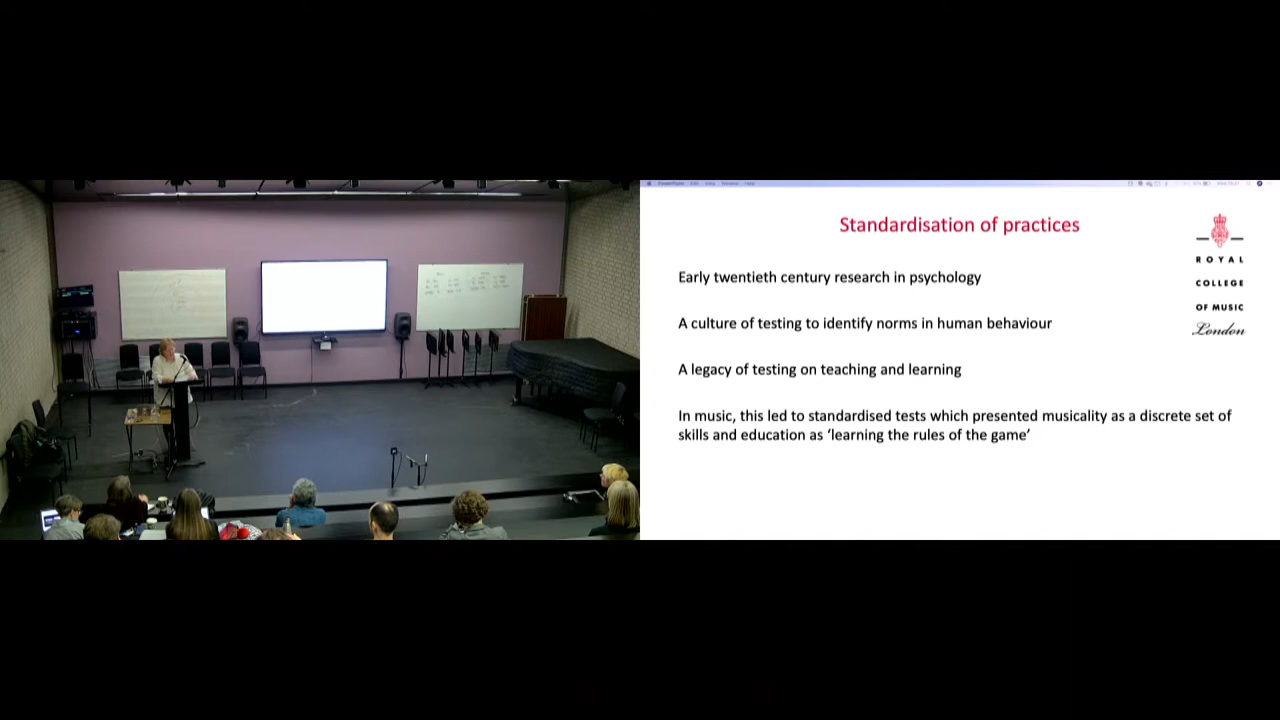 Standardisation of practices
Early twentieth century research in psychology
A culture of testing to identify norms in human behaviour
A legacy of testing on teaching and learning
In music, this led to standardised tests which presented musicality as a discrete set of
skills and education as ‘learning the rules of the game’
ROYAL
COLLEGE
OF MUSIC
London